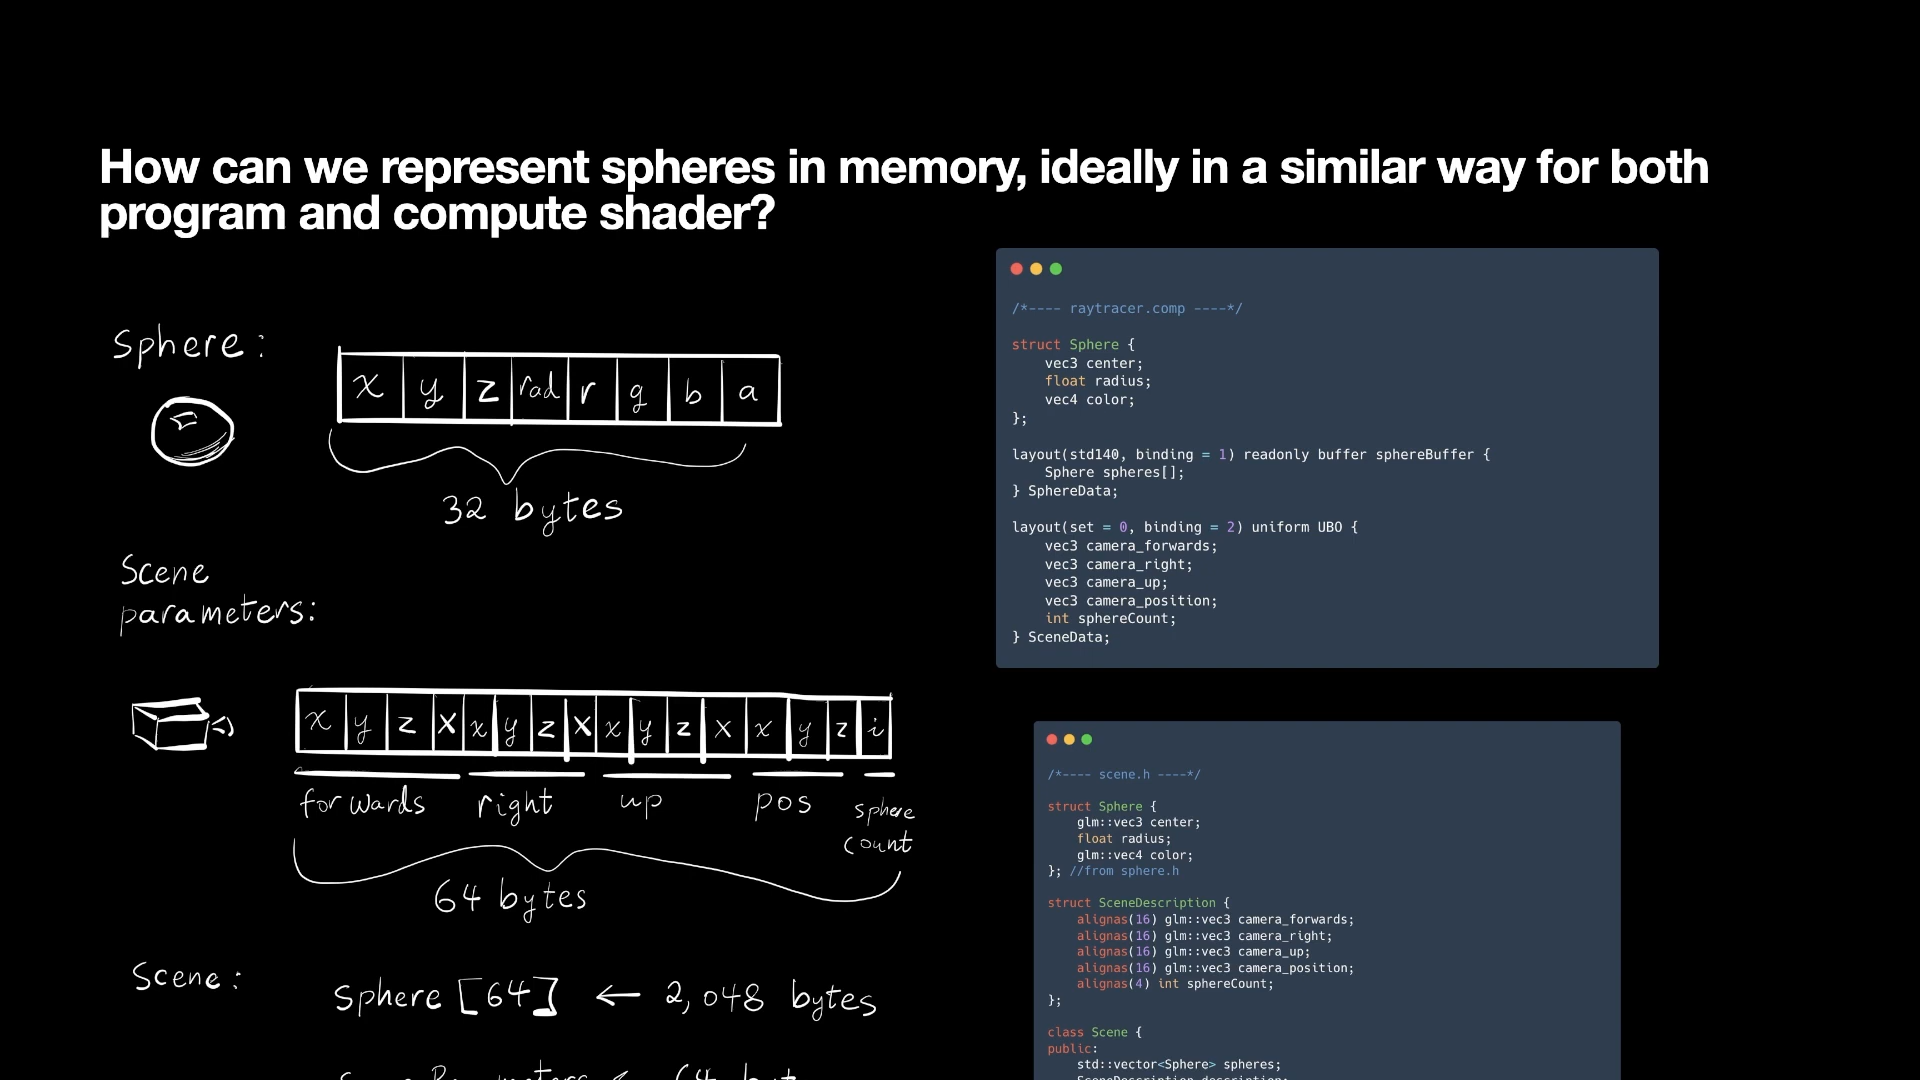 How can we represent spheres in memory, ideally in a similar way for both
program and compute shader?
Sphere:
x y z rad r g b a
32 bytes
Scene
parameters:
x y z X x y z X x y z X x y z i
forwards right up pos sphere
count
64 bytes
Scene:
Sphere [64] ← 2,048 bytes
/*---- raytracer.comp ----*/
struct Sphere {
vec3 center;
float radius;
vec4 color;
};
layout(std140, binding = 1) readonly buffer sphereBuffer {
Sphere spheres[];
} SphereData;
layout(set = 0, binding = 2) uniform UBO {
vec3 camera_forwards;
vec3 camera_right;
vec3 camera_up;
vec3 camera_position;
int sphereCount;
} SceneData;
/*---- scene.h ----*/
struct Sphere {
glm::vec3 center;
float radius;
glm::vec4 color;
}; //from sphere.h
struct SceneDescription {
alignas(16) glm::vec3 camera_forwards;
alignas(16) glm::vec3 camera_right;
alignas(16) glm::vec3 camera_up;
alignas(16) glm::vec3 camera_position;
alignas(4) int sphereCount;
};
class Scene {
public:
std::vector<Sphere> spheres;
SceneDescription description;